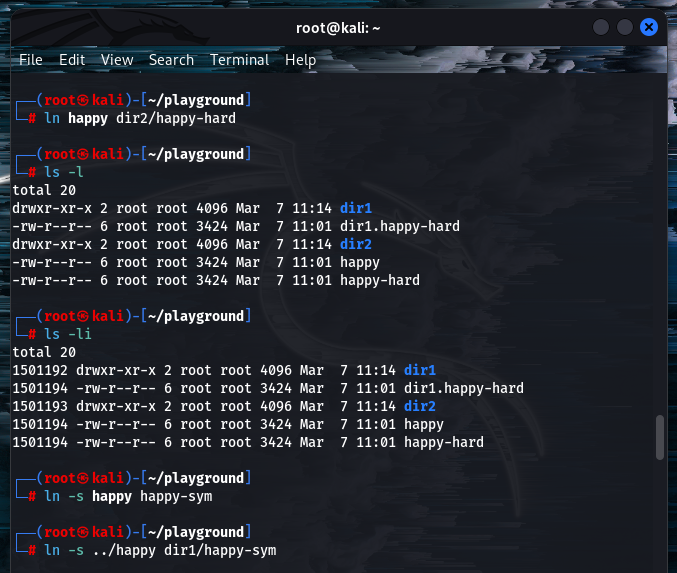 root@kali: ~
File Edit View Search Terminal Help
┌──(root㉿kali)-[~/playground]
└─# ln happy dir2/happy-hard
┌──(root㉿kali)-[~/playground]
└─# ls -l
total 20
drwxr-xr-x 2 root root 4096 Mar  7 11:14 dir1
-rw-r--r-- 6 root root 3424 Mar  7 11:01 dir1.happy-hard
drwxr-xr-x 2 root root 4096 Mar  7 11:14 dir2
-rw-r--r-- 6 root root 3424 Mar  7 11:01 happy
-rw-r--r-- 6 root root 3424 Mar  7 11:01 happy-hard
┌──(root㉿kali)-[~/playground]
└─# ls -li
total 20
1501192 drwxr-xr-x 2 root root 4096 Mar  7 11:14 dir1
1501194 -rw-r--r-- 6 root root 3424 Mar  7 11:01 dir1.happy-hard
1501193 drwxr-xr-x 2 root root 4096 Mar  7 11:14 dir2
1501194 -rw-r--r-- 6 root root 3424 Mar  7 11:01 happy
1501194 -rw-r--r-- 6 root root 3424 Mar  7 11:01 happy-hard
┌──(root㉿kali)-[~/playground]
└─# ln -s happy happy-sym
┌──(root㉿kali)-[~/playground]
└─# ln -s ../happy dir1/happy-sym